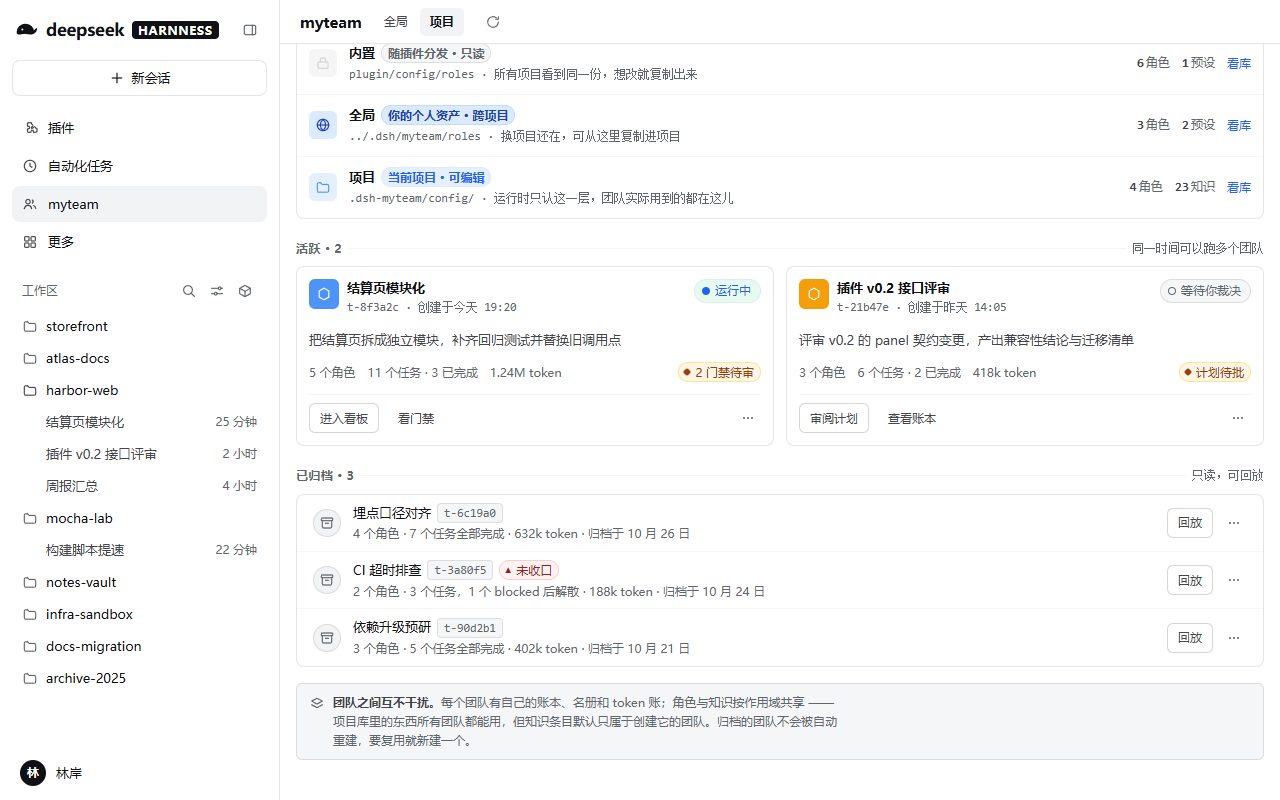 deepseek HARNNESS
新会话
插件
自动化任务
myteam
更多
工作区
storefront
atlas-docs
harbor-web
结算页模块化 25 分钟
插件 v0.2 接口评审 2 小时
周报汇总 4 小时
mocha-lab
构建脚本提速 22 分钟
notes-vault
infra-sandbox
docs-migration
archive-2025
林 林岸
myteam 全局 项目
内置 随插件分发 • 只读
plugin/config/roles · 所有项目看到同一份，想改就复制出来
6 角色 1 预设 看库
全局 你的个人资产 • 跨项目
../.dsh/myteam/roles · 换项目还在，可从这里复制进项目
3 角色 2 预设 看库
项目 当前项目 • 可编辑
.dsh-myteam/config/ · 运行时只认这一层，团队实际用到的都在这儿
4 角色 23 知识 看库
活跃 • 2 同一时间可以跑多个团队
结算页模块化 运行中
t-8f3a2c · 创建于今天 19:20
把结算页拆成独立模块，补齐回归测试并替换旧调用点
5 个角色 11 个任务 · 3 已完成 1.24M token 2 门禁待审
进入看板 看门禁 ···
插件 v0.2 接口评审 等待你裁决
t-21b47e · 创建于昨天 14:05
评审 v0.2 的 panel 契约变更，产出兼容性结论与迁移清单
3 个角色 6 个任务 · 2 已完成 418k token 计划待批
审阅计划 查看账本 ···
已归档 • 3 只读，可回放
埋点口径对齐 t-6c19a0
4 个角色 · 7 个任务全部完成 · 632k token · 归档于 10 月 26 日
回放 ···
CI 超时排查 t-3a80f5 未收口
2 个角色 · 3 个任务，1 个 blocked 后解散 · 188k token · 归档于 10 月 24 日
回放 ···
依赖升级预研 t-90d2b1
3 个角色 · 5 个任务全部完成 · 402k token · 归档于 10 月 21 日
回放 ···
团队之间互不干扰。每个团队有自己的账本、名册和 token 账；角色与知识按作用域共享 ——
项目库里的东西所有团队都能用，但知识条目默认只属于创建它的团队。归档的团队不会被自动
重建，要复用就新建一个。